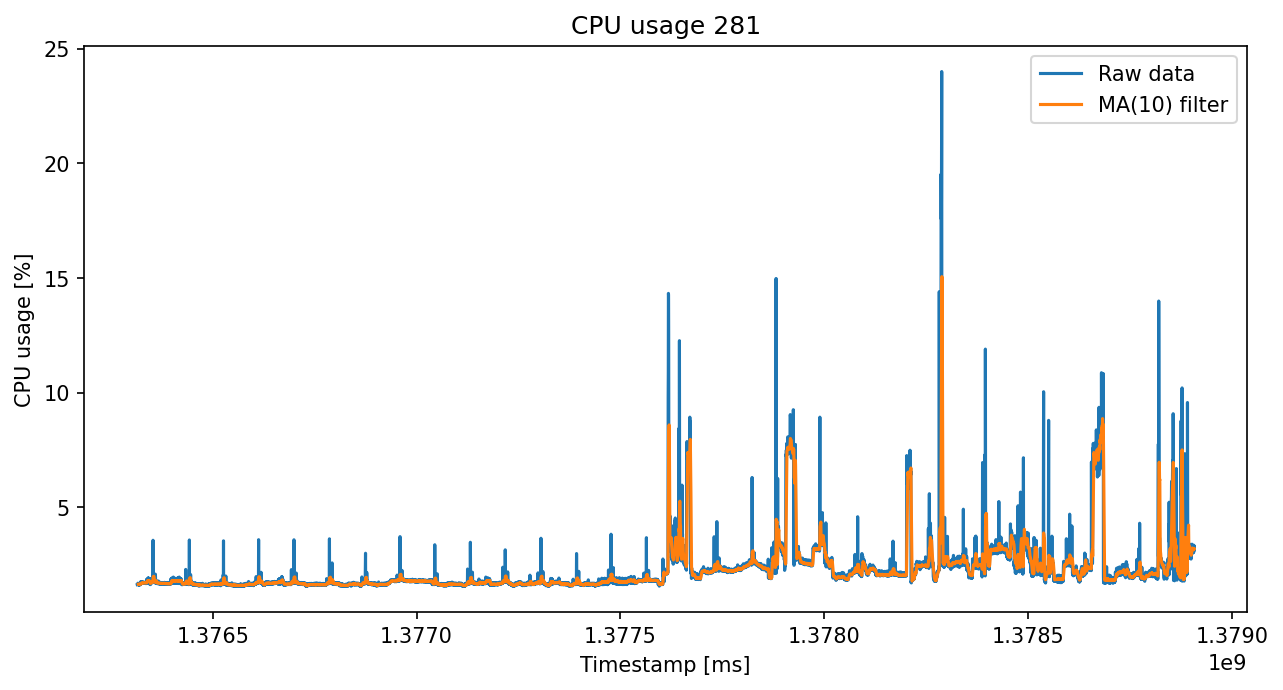 CPU usage 281
Raw data
MA(10) filter
CPU usage [%]
25
20
15
10
5
1.3765
1.3770
1.3775
1.3780
1.3785
1.3790
1e9
Timestamp [ms]